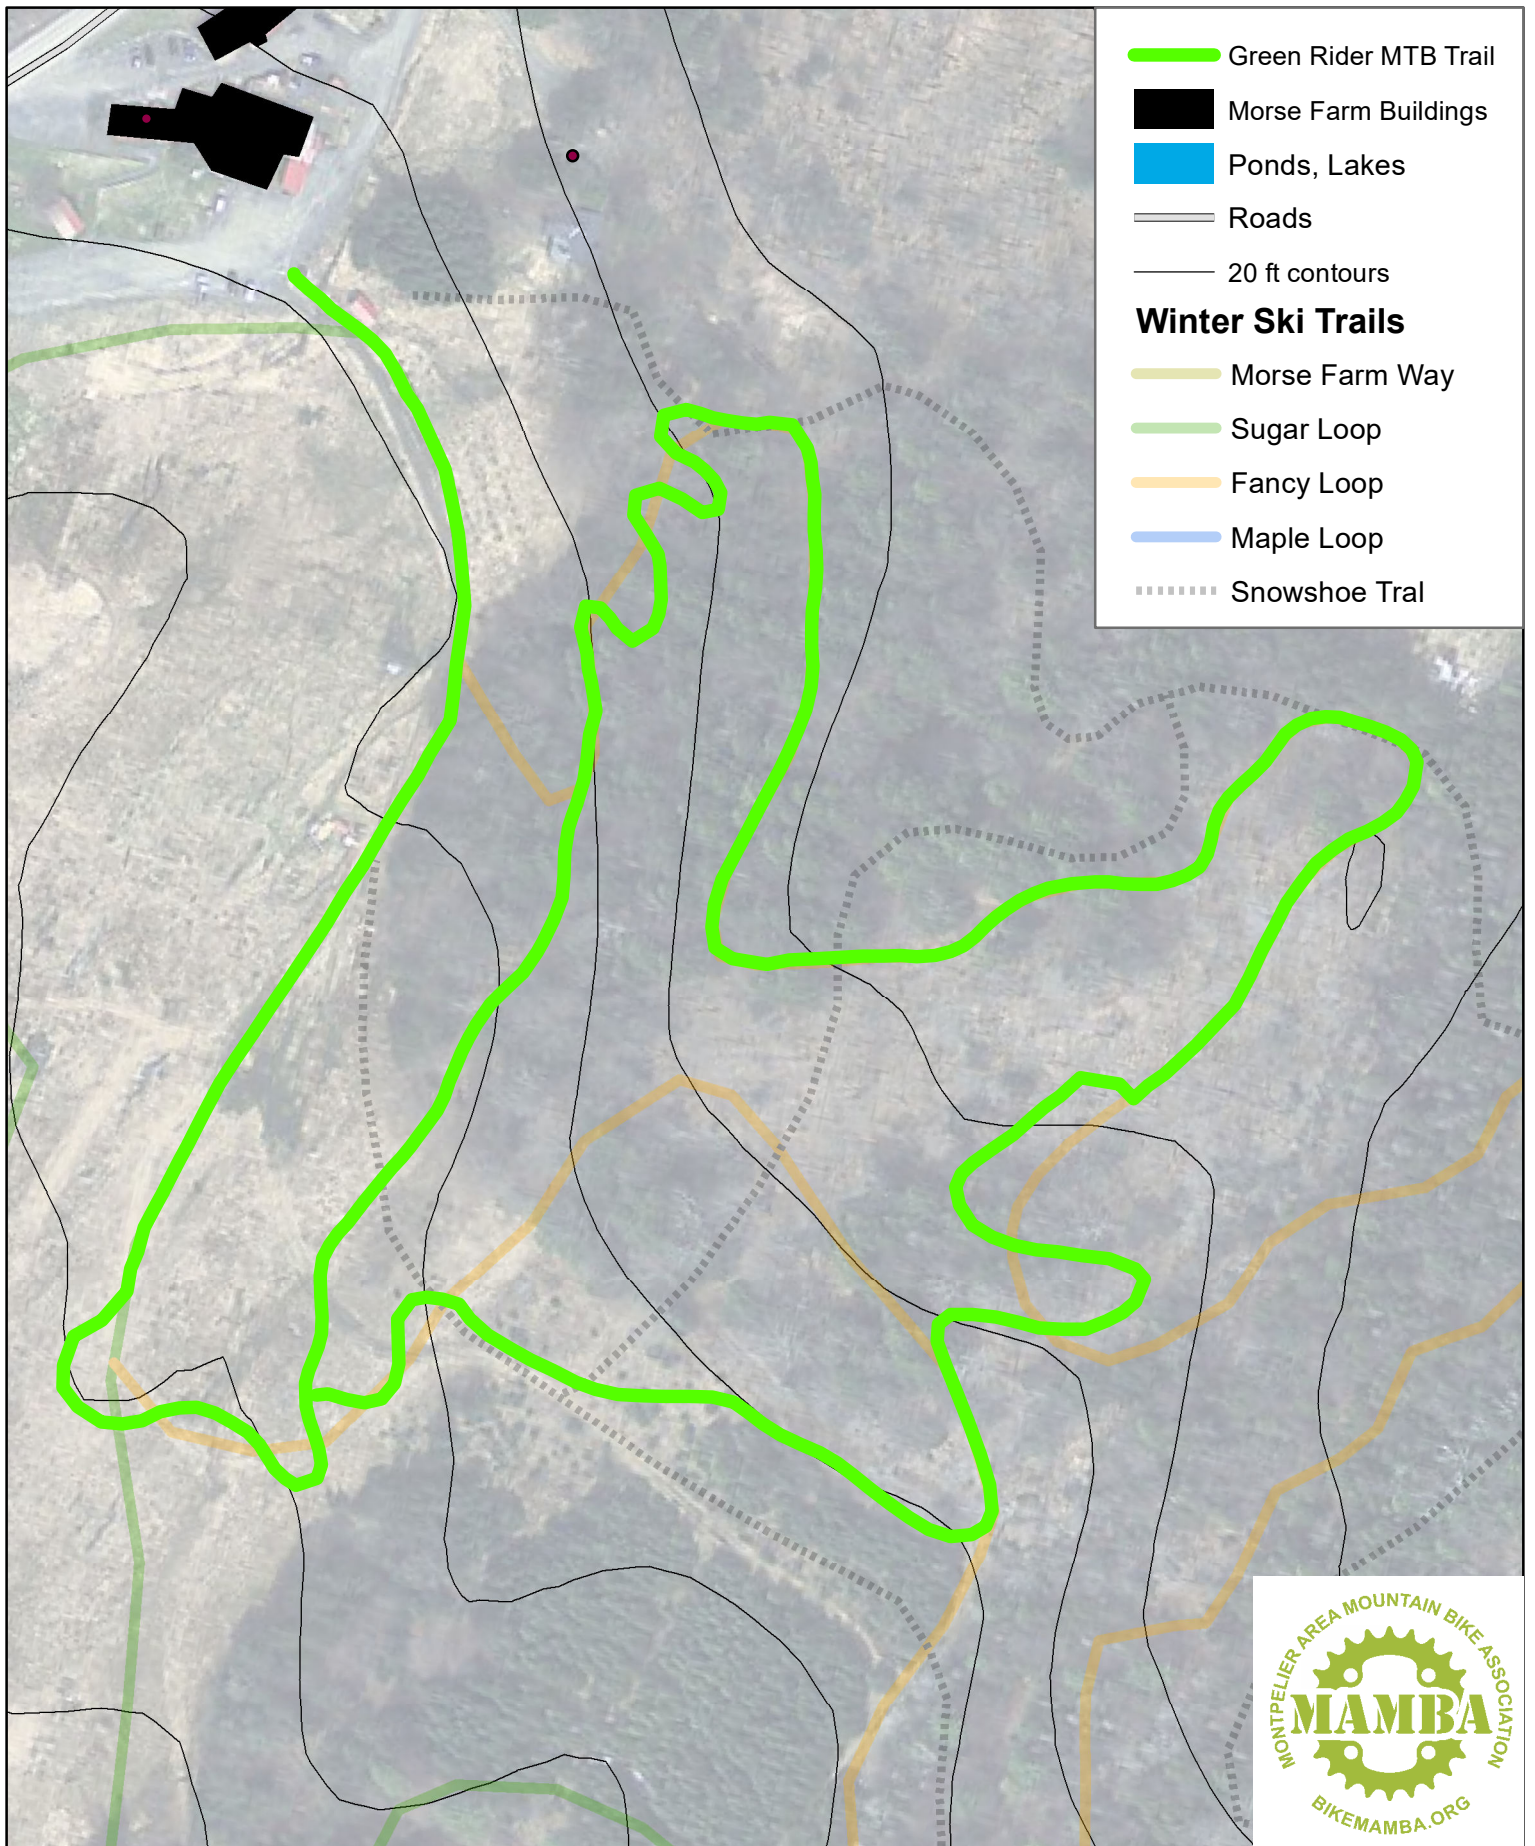 Green Rider MTB Trail
Morse Farm Buildings
Ponds, Lakes
Roads
20 ft contours
Winter Ski Trails
Morse Farm Way
Sugar Loop
Fancy Loop
Maple Loop
Snowshoe Tral
MONTPELIER AREA MOUNTAIN BIKE ASSOCIATION
MAMBA
BIKEMAMBA.ORG